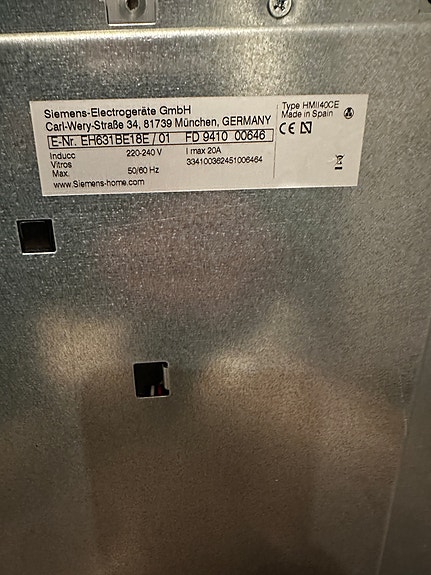 Siemens-Electrogeräte GmbH
Carl-Wery-Straße 34, 81739 München, GERMANY
E-Nr. EH631BE18E / 01 FD 9410 00646
Inducc 220-240 V I max 20A
Vitros 334100362451006464
Max. 50/60 Hz
www.Siemens-home.com
Type HMII40CE
Made in Spain
CE N